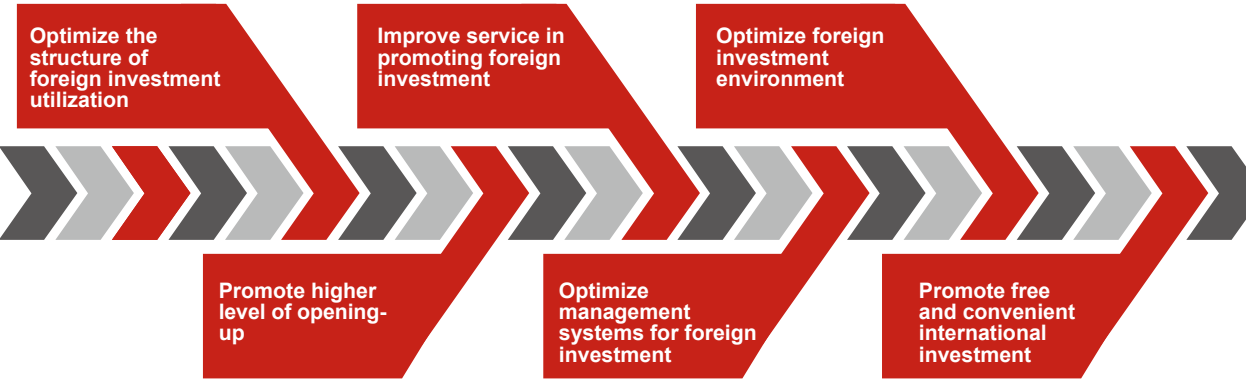 Optimize the
structure of
foreign investment
utilization
Improve service in
promoting foreign
investment
Optimize foreign
investment
environment
Promote higher
level of opening-
up
Optimize
management
systems for foreign
investment
Promote free
and convenient
international
investment